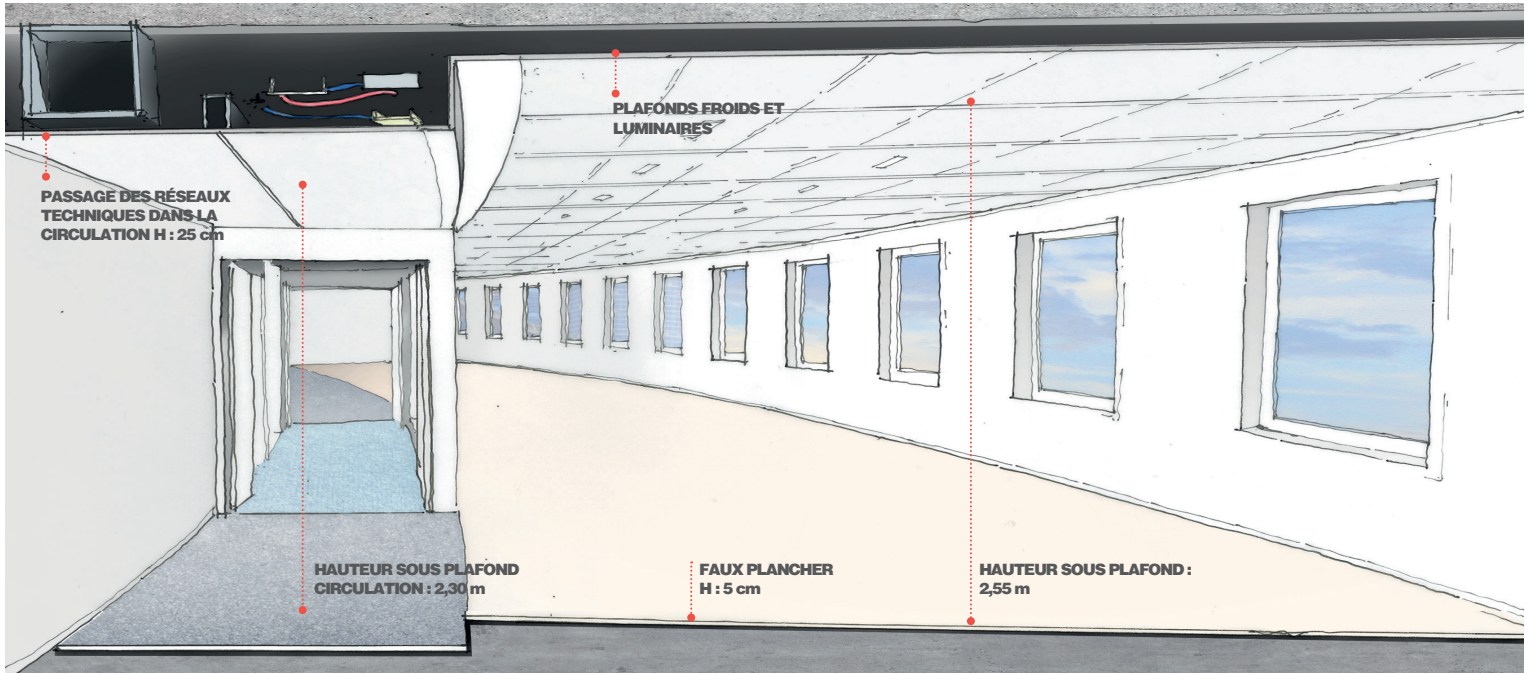 PLAFONDS FROIDS ET
LUMINAIRES
PASSAGE DES RÉSEAUX
TECHNIQUES DANS LA
CIRCULATION H : 25 cm
HAUTEUR SOUS PLAFOND
CIRCULATION : 2,30 m
FAUX PLANCHER
H : 5 cm
HAUTEUR SOUS PLAFOND :
2,55 m